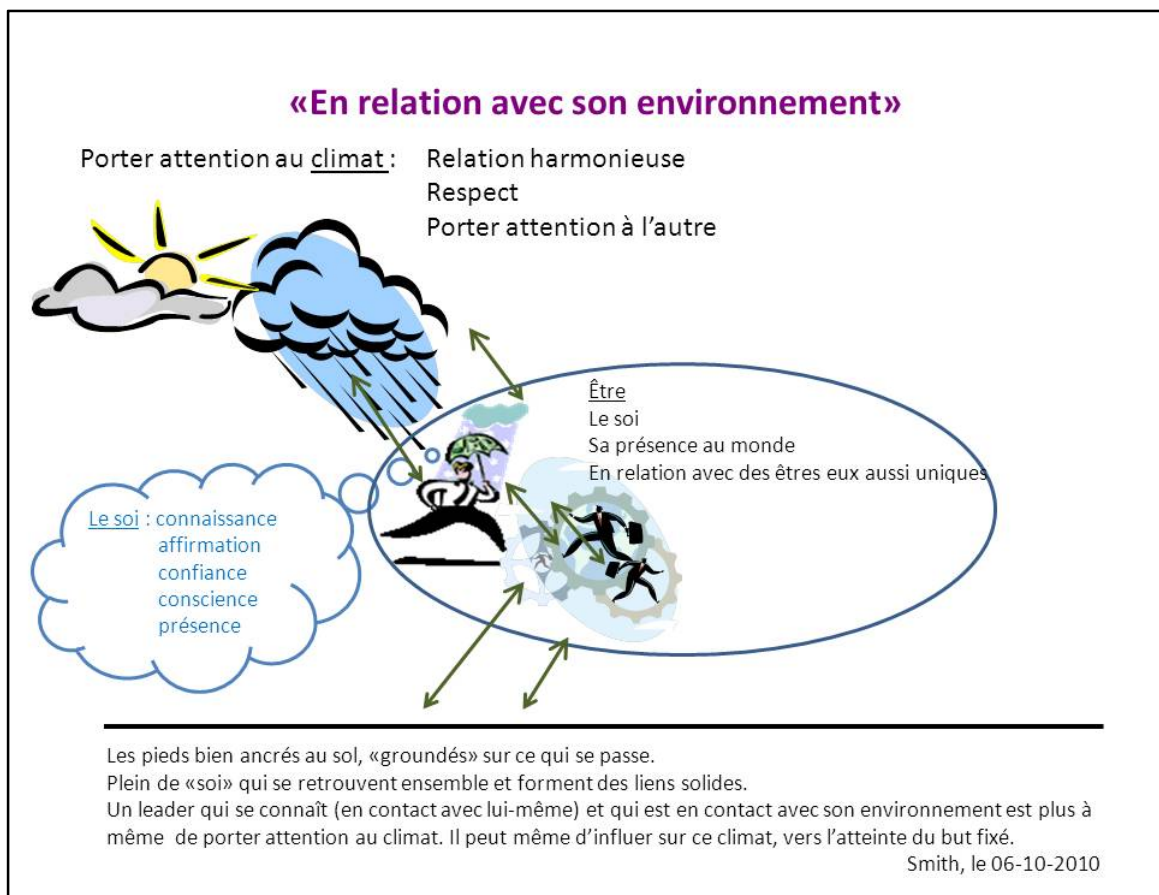 «En relation avec son environnement»
Porter attention au climat : Relation harmonieuse
Respect
Porter attention à l’autre
Être
Le soi
Sa présence au monde
En relation avec des êtres eux aussi uniques
Le soi : connaissance
affirmation
confiance
conscience
présence
Les pieds bien ancrés au sol, «groundés» sur ce qui se passe.
Plein de «soi» qui se retrouvent ensemble et forment des liens solides.
Un leader qui se connaît (en contact avec lui-même) et qui est en contact avec son environnement est plus à
même de porter attention au climat. Il peut même d’influer sur ce climat, vers l’atteinte du but fixé.
Smith, le 06-10-2010